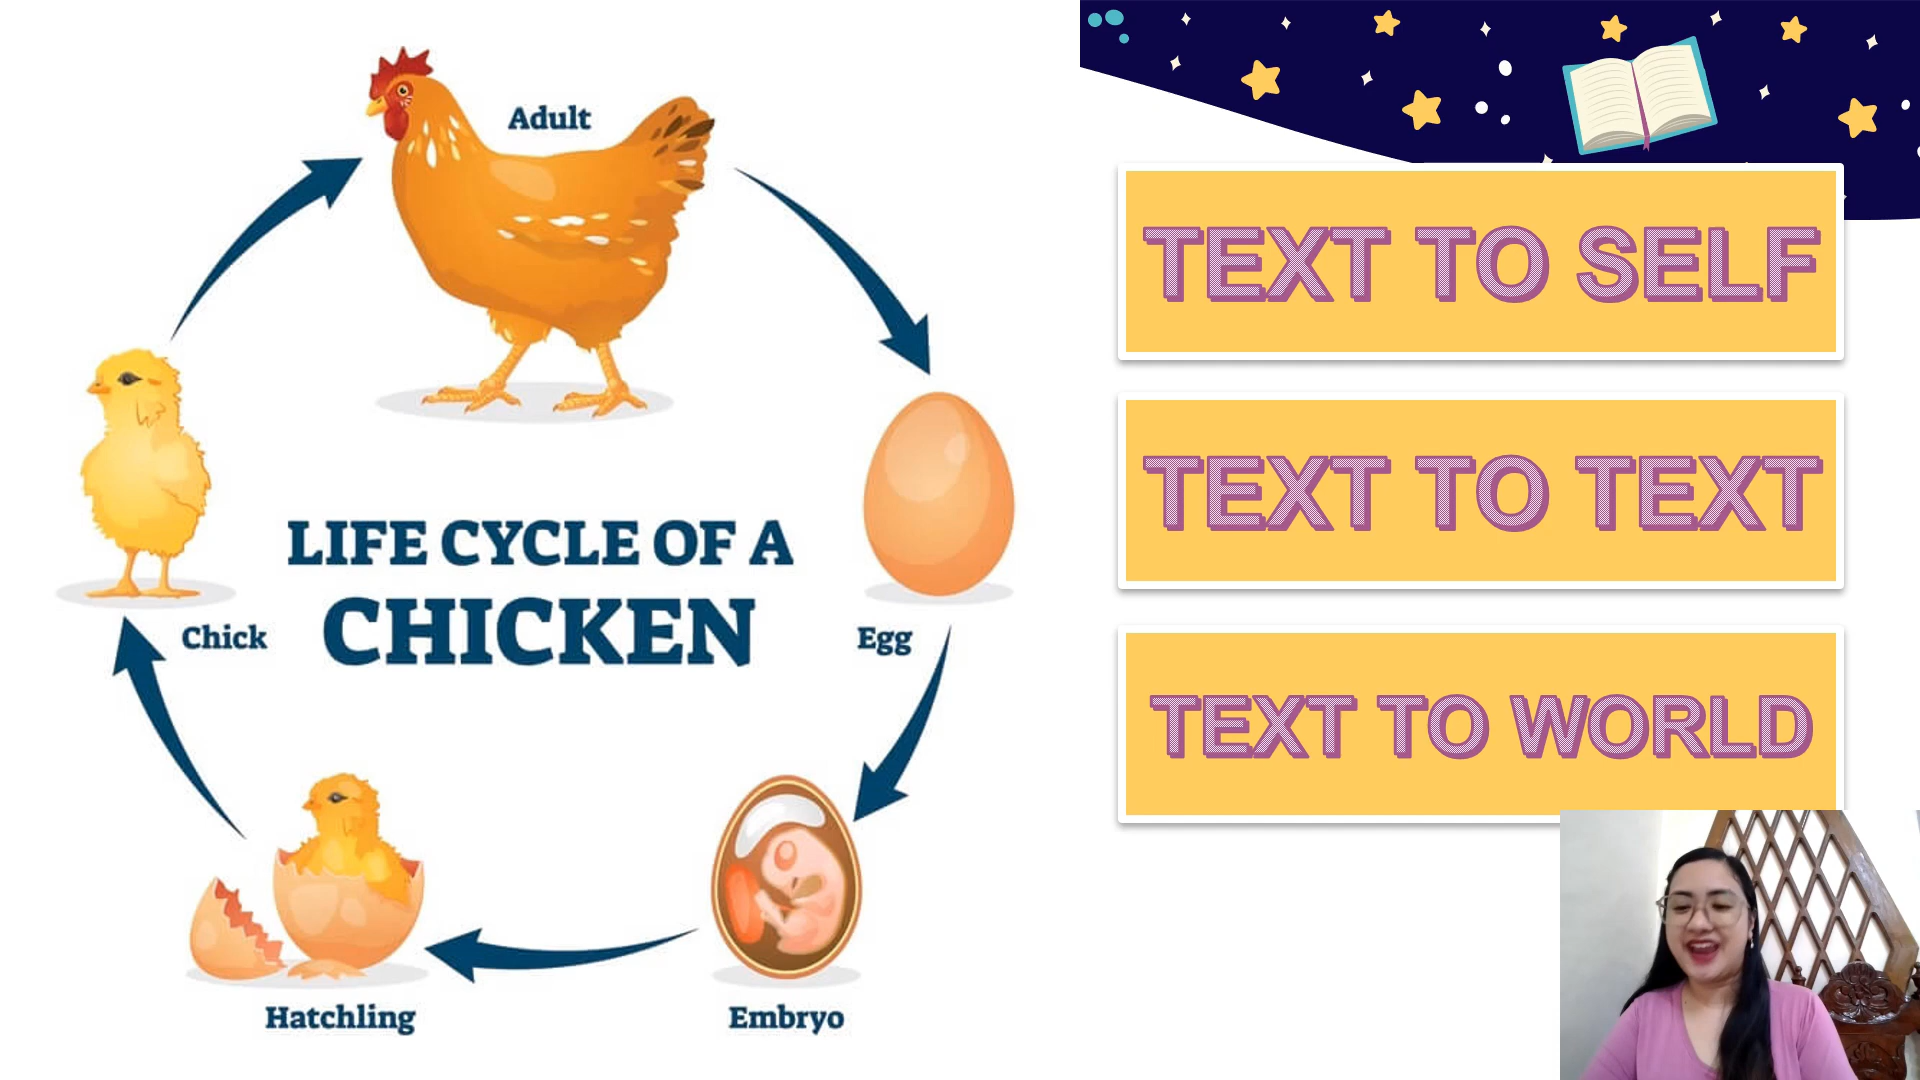 Adult
LIFE CYCLE OF A
CHICKEN
Chick
Egg
Hatchling
Embryo
TEXT TO SELF
TEXT TO TEXT
TEXT TO WORLD